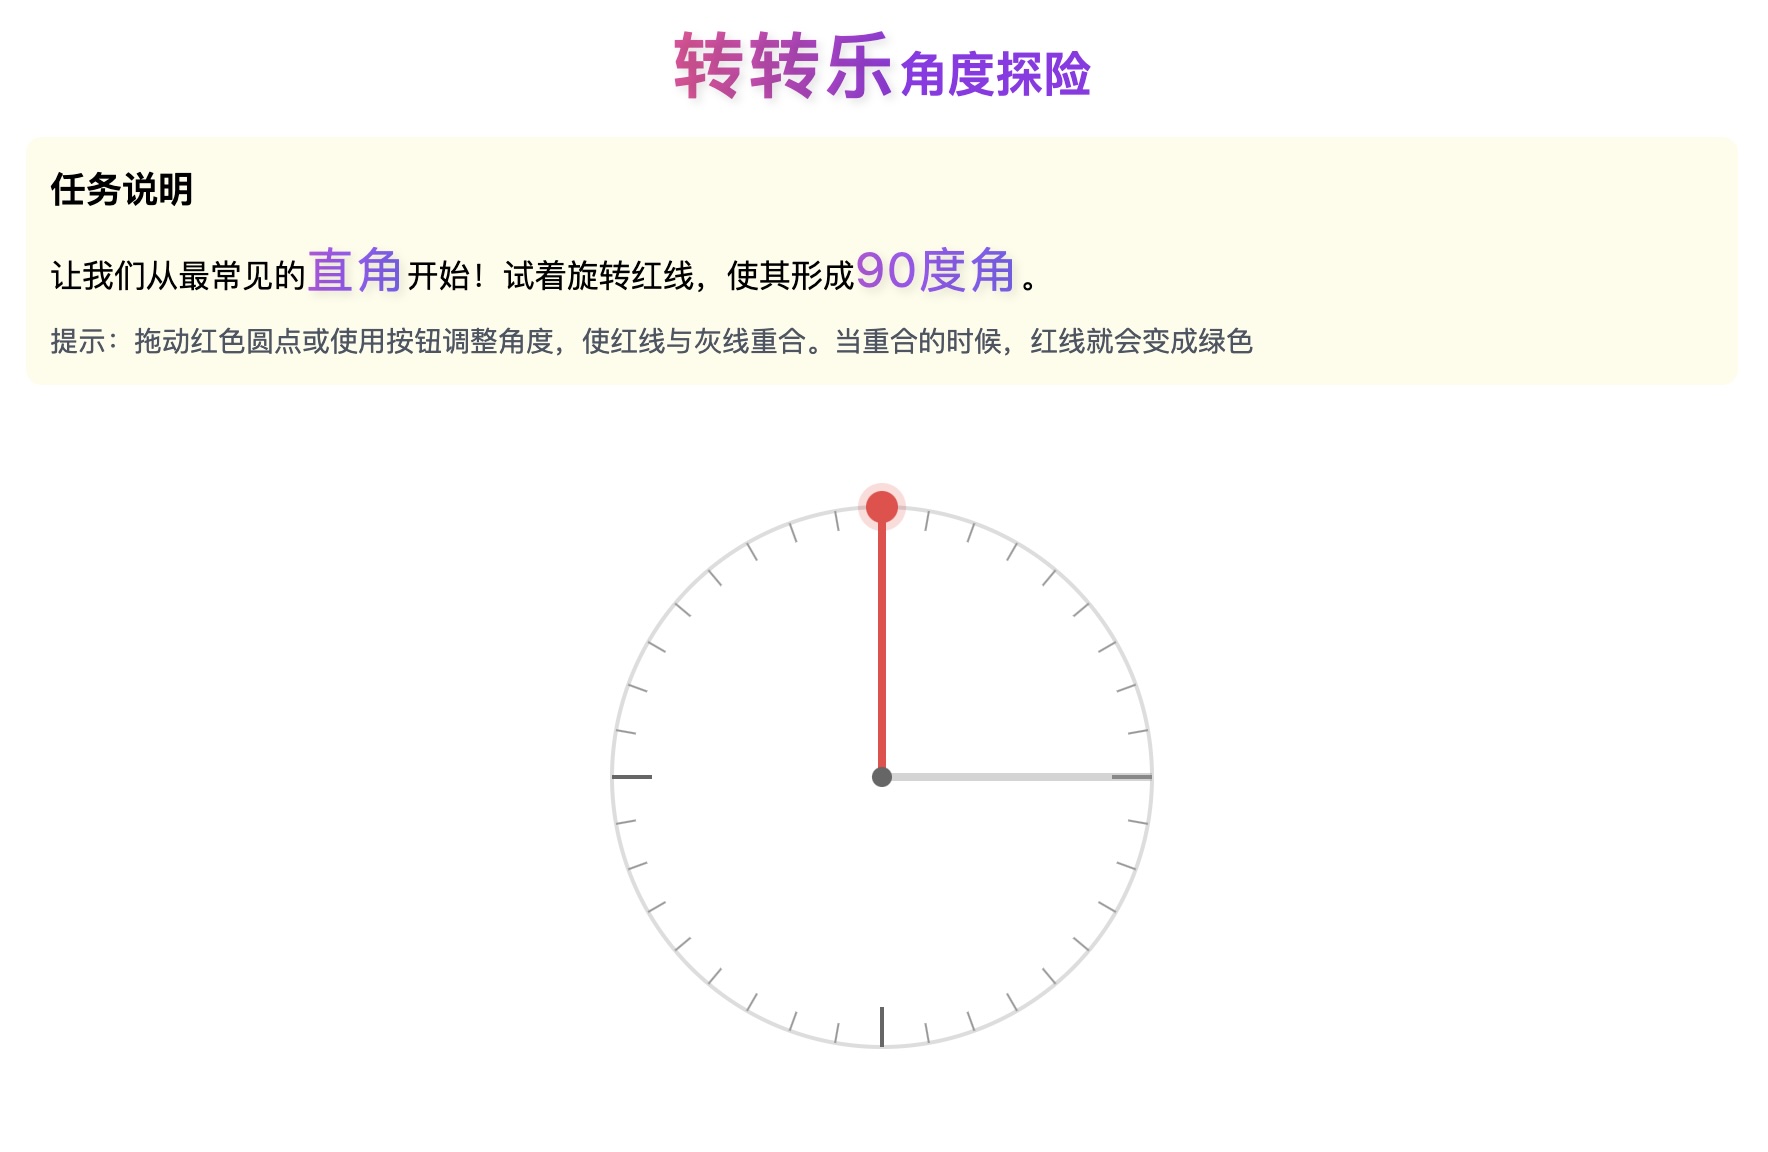 转转乐 角度探险
任务说明
让我们从最常见的直角开始！试着旋转红线，使其形成90度角。
提示：拖动红色圆点或使用按钮调整角度，使红线与灰线重合。当重合的时候，红线就会变成绿色